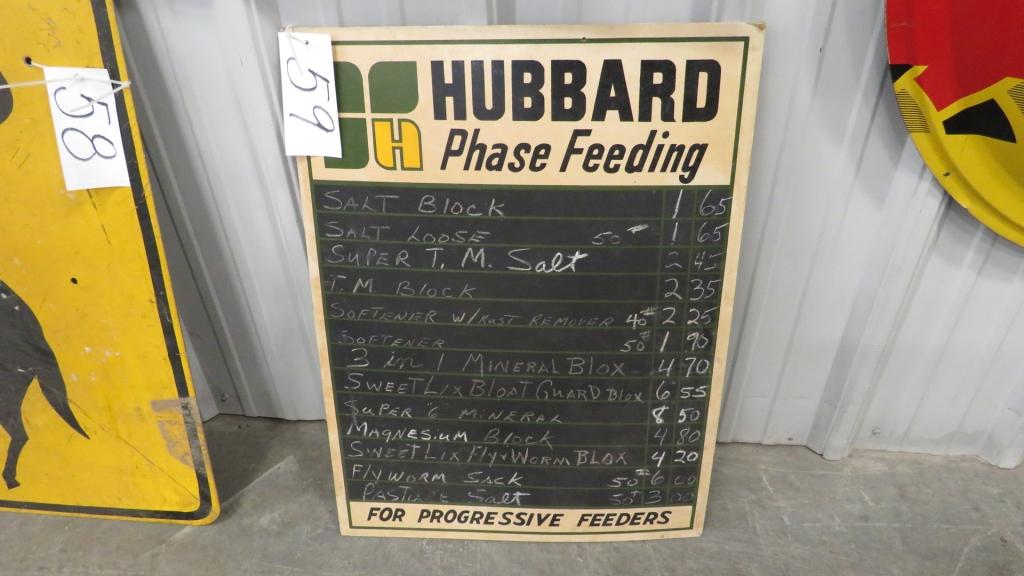 58
59
HUBBARD
H Phase Feeding
SALT BLOCK 1 65
SALT LOOSE 50# 1 65
SUPER T. M. Salt 2 45
T. M. BLOCK 2 35
SOFTENER W/RUST REMOVER 40# 2 25
SOFTENER 50# 1 90
3 in 1 MINERAL BLOX 4 70
SWEETLIX BLOAT GUARD BLOX 6 55
SUPER 6 MINERAL 8 50
MAGNESIUM BLOCK 4 80
SWEETLIX FlynWORM BLOX 4 20
F/N WORM SACK 50# 6 00
Pasture Salt 50# 3 00
FOR PROGRESSIVE FEEDERS